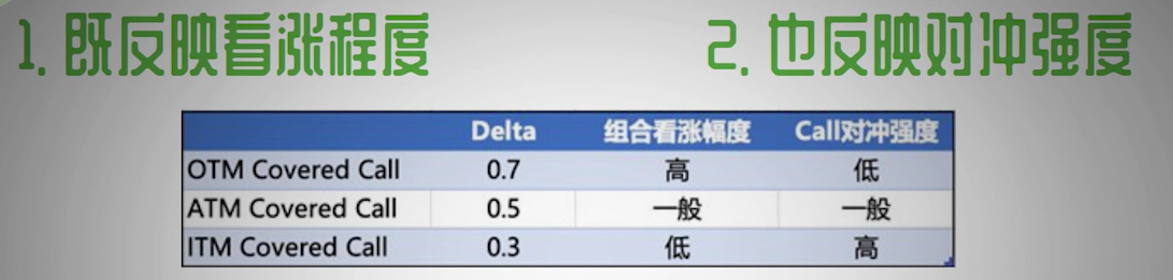 1. 既反映看涨程度 2. 也反映对冲强度
Delta 组合看涨幅度 Call对冲强度
OTM Covered Call 0.7 高 低
ATM Covered Call 0.5 一般 一般
ITM Covered Call 0.3 低 高